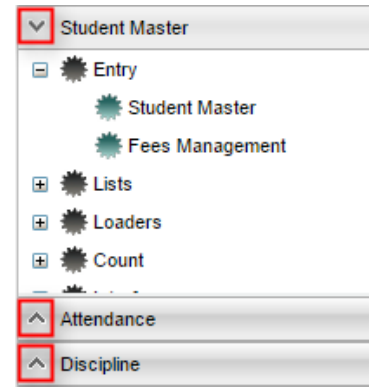 Student Master
Entry
Student Master
Fees Management
Lists
Loaders
Count
Attendance
Discipline